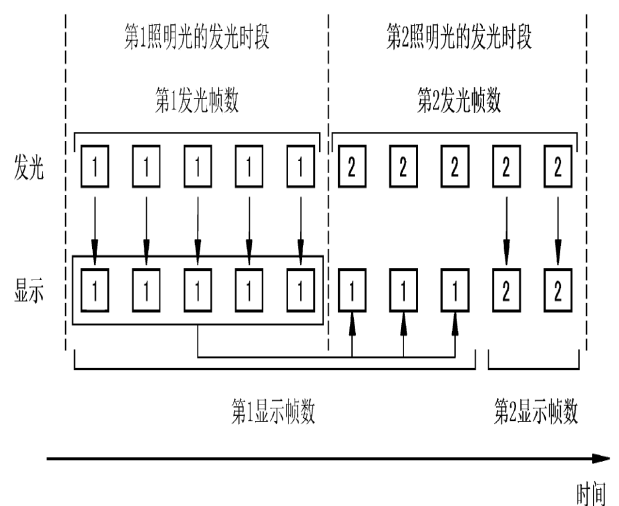 第1照明光的发光时段 第2照明光的发光时段
第1发光帧数 第2发光帧数
发光 1 1 1 1 1 2 2 2 2 2
显示 1 1 1 1 1 1 1 1 2 2
第1显示帧数 第2显示帧数
时间